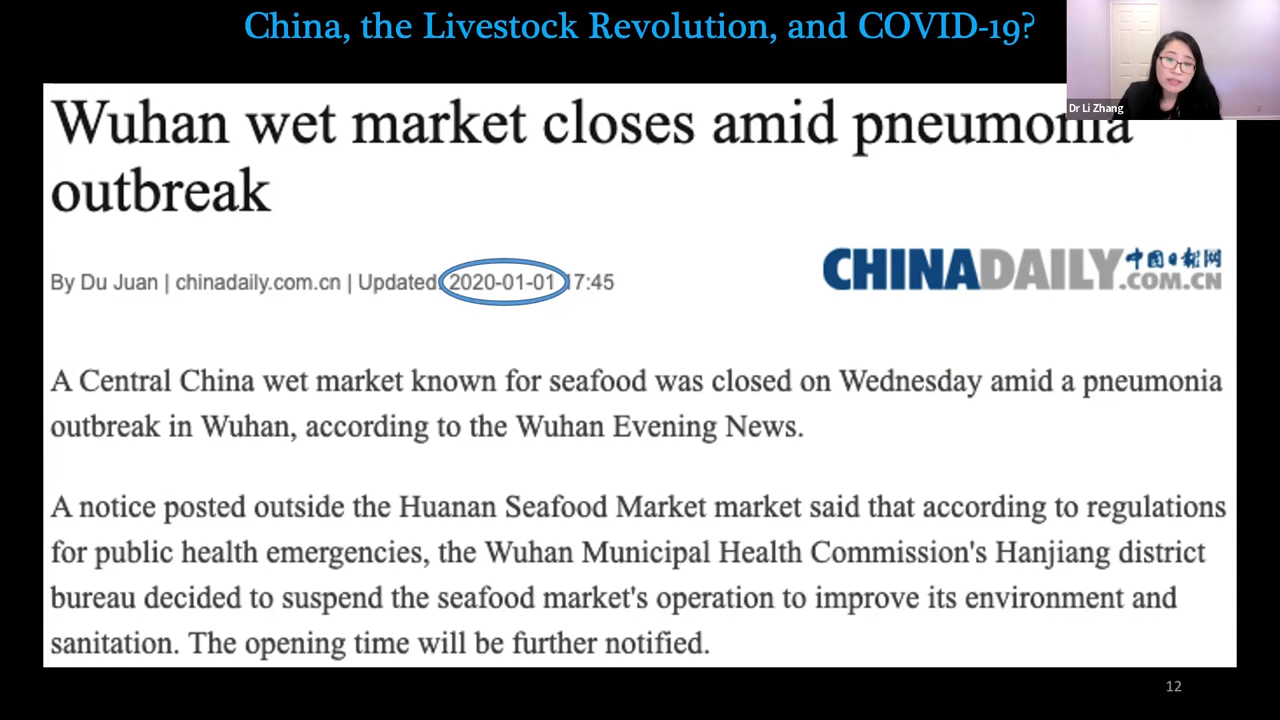 China, the Livestock Revolution, and COVID-19?
Dr Li Zhang
Wuhan wet market closes amid pneumonia
outbreak
By Du Juan | chinadaily.com.cn | Updated 2020-01-01 17:45
CHINADAILY 中国日报网
.COM.CN
A Central China wet market known for seafood was closed on Wednesday amid a pneumonia
outbreak in Wuhan, according to the Wuhan Evening News.
A notice posted outside the Huanan Seafood Market market said that according to regulations
for public health emergencies, the Wuhan Municipal Health Commission's Hanjiang district
bureau decided to suspend the seafood market's operation to improve its environment and
sanitation. The opening time will be further notified.
12